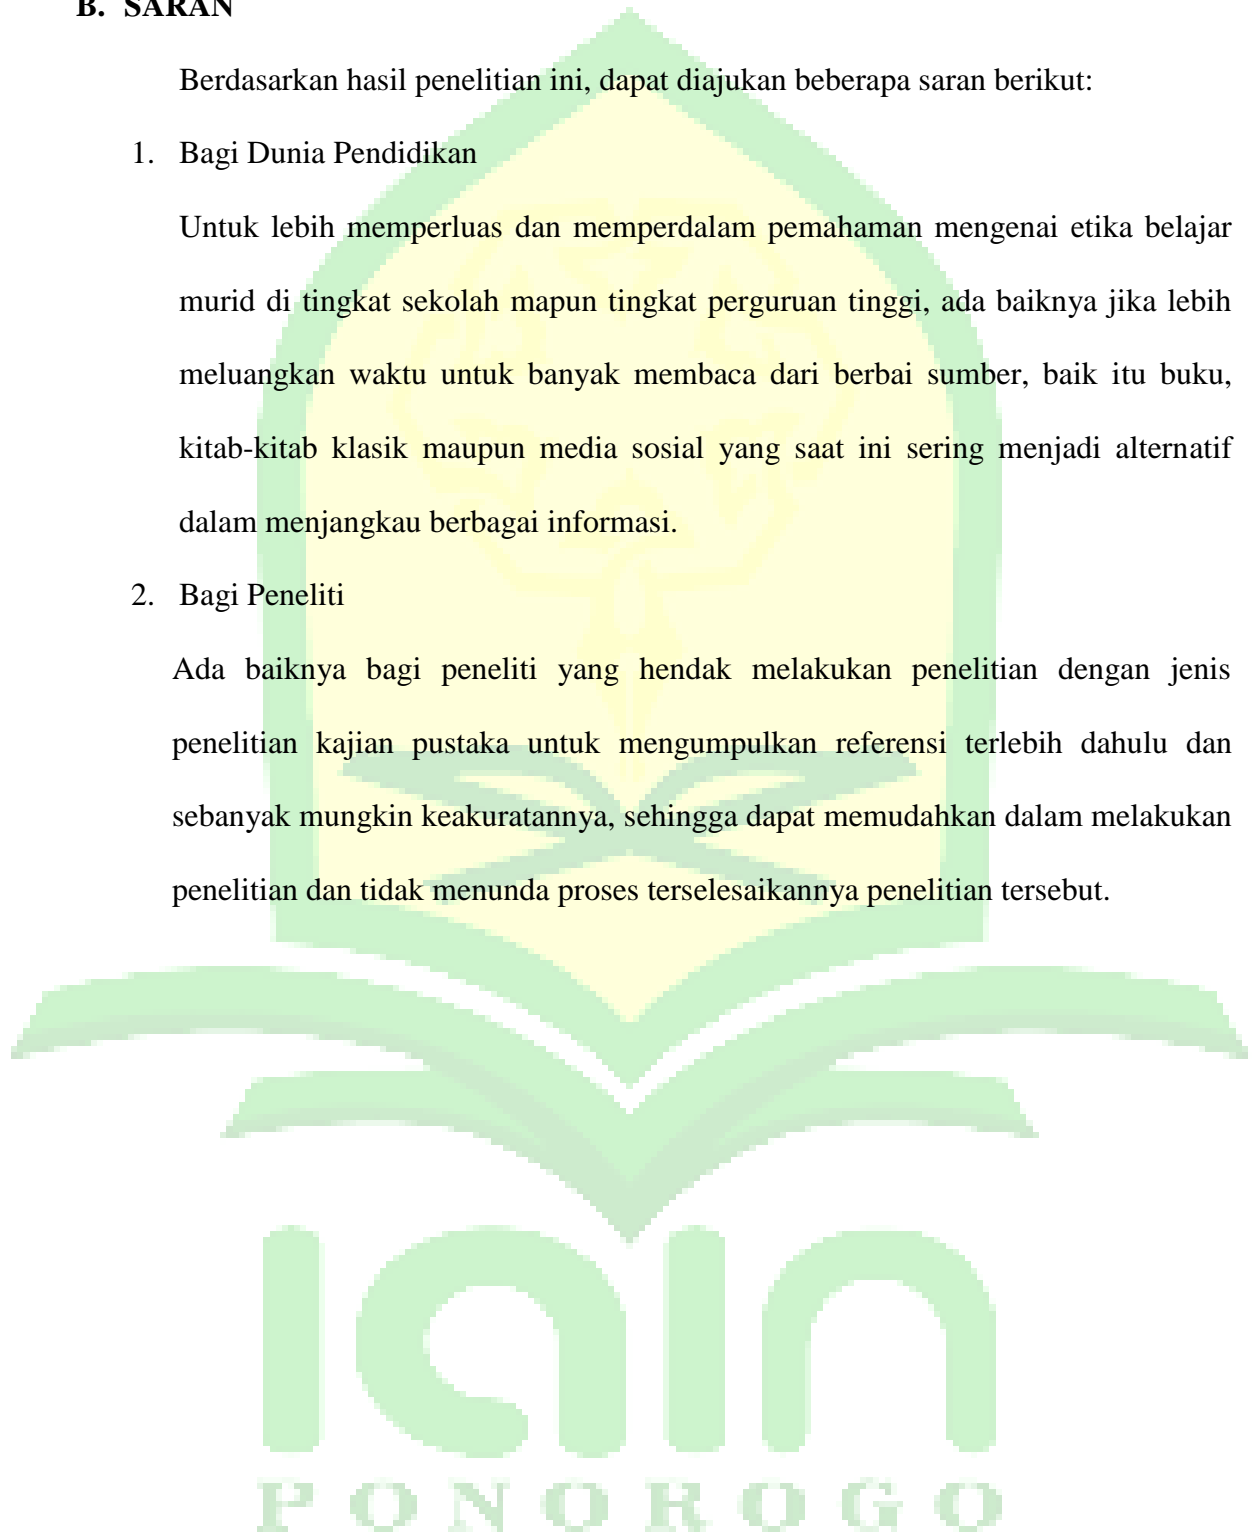 B. SARAN
Berdasarkan hasil penelitian ini, dapat diajukan beberapa saran berikut:
1. Bagi Dunia Pendidikan
Untuk lebih memperluas dan memperdalam pemahaman mengenai etika belajar
murid di tingkat sekolah mapun tingkat perguruan tinggi, ada baiknya jika lebih
meluangkan waktu untuk banyak membaca dari berbai sumber, baik itu buku,
kitab-kitab klasik maupun media sosial yang saat ini sering menjadi alternatif
dalam menjangkau berbagai informasi.
2. Bagi Peneliti
Ada baiknya bagi peneliti yang hendak melakukan penelitian dengan jenis
penelitian kajian pustaka untuk mengumpulkan referensi terlebih dahulu dan
sebanyak mungkin keakuratannya, sehingga dapat memudahkan dalam melakukan
penelitian dan tidak menunda proses terselesaikannya penelitian tersebut.
iain
PONOROGO